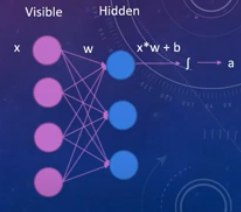 Visible Hidden
x w x*w + b
∫ a